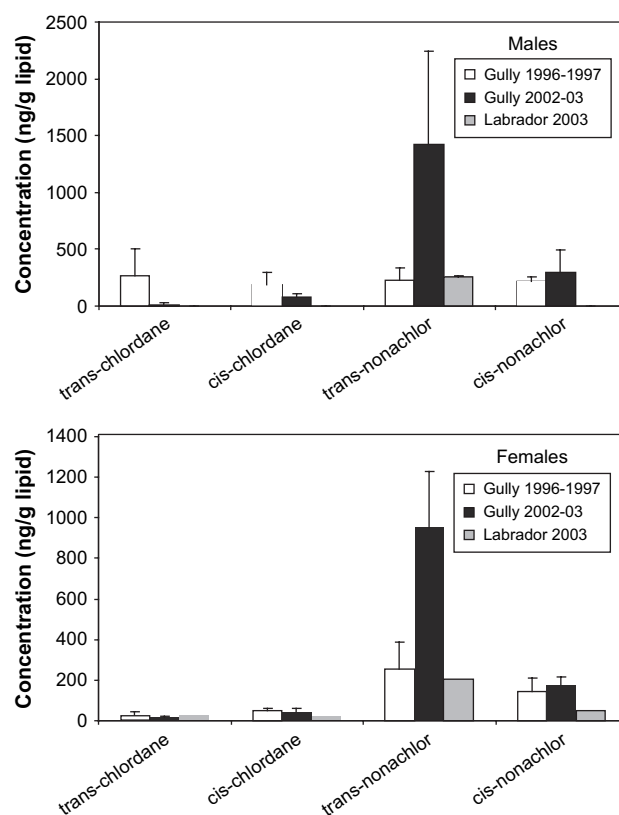 2500
2000
1500
1000
500
0
Concentration (ng/g lipid)
Males
Gully 1996-1997
Gully 2002-03
Labrador 2003
trans-chlordane
cis-chlordane
trans-nonachlor
cis-nonachlor
1400
1200
1000
800
600
400
200
0
Concentration (ng/g lipid)
Females
Gully 1996-1997
Gully 2002-03
Labrador 2003
trans-chlordane
cis-chlordane
trans-nonachlor
cis-nonachlor